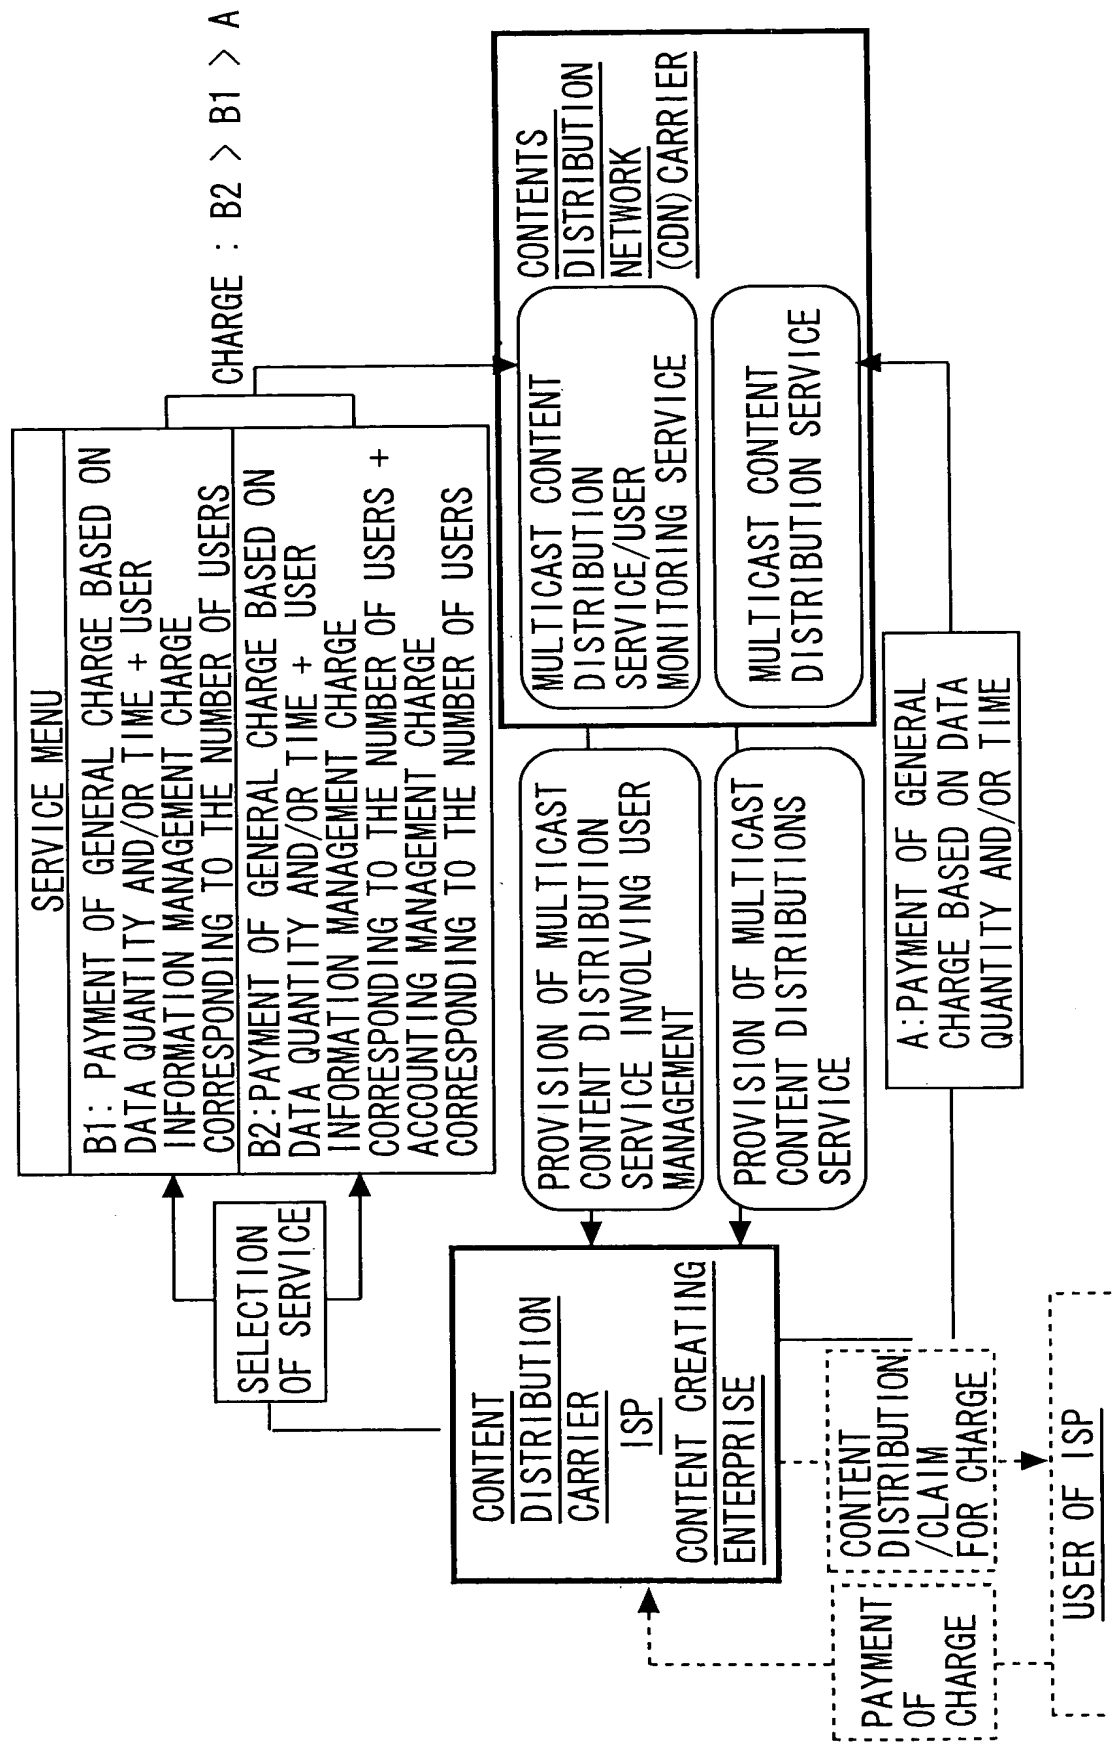 SERVICE MENU
B1: PAYMENT OF GENERAL CHARGE BASED ON
DATA QUANTITY AND/OR TIME + USER
INFORMATION MANAGEMENT CHARGE
CORRESPONDING TO THE NUMBER OF USERS
B2:PAYMENT OF GENERAL CHARGE BASED ON
DATA QUANTITY AND/OR TIME + USER
INFORMATION MANAGEMENT CHARGE
CORRESPONDING TO THE NUMBER OF USERS +
ACCOUNTING MANAGEMENT CHARGE
CORRESPONDING TO THE NUMBER OF USERS
CHARGE : B2 > B1 > A
SELECTION
OF SERVICE
CONTENT
DISTRIBUTION
CARRIER
ISP
CONTENT CREATING
ENTERPRISE
PROVISION OF MULTICAST
CONTENT DISTRIBUTION
SERVICE INVOLVING USER
MANAGEMENT
PROVISION OF MULTICAST
CONTENT DISTRIBUTIONS
SERVICE
MULTICAST CONTENT
DISTRIBUTION
SERVICE/USER
MONITORING SERVICE
MULTICAST CONTENT
DISTRIBUTION SERVICE
CONTENTS
DISTRIBUTION
NETWORK
(CDN)CARRIER
A:PAYMENT OF GENERAL
CHARGE BASED ON DATA
QUANTITY AND/OR TIME
PAYMENT
OF
CHARGE
CONTENT
DISTRIBUTION
/CLAIM
FOR CHARGE
USER OF ISP